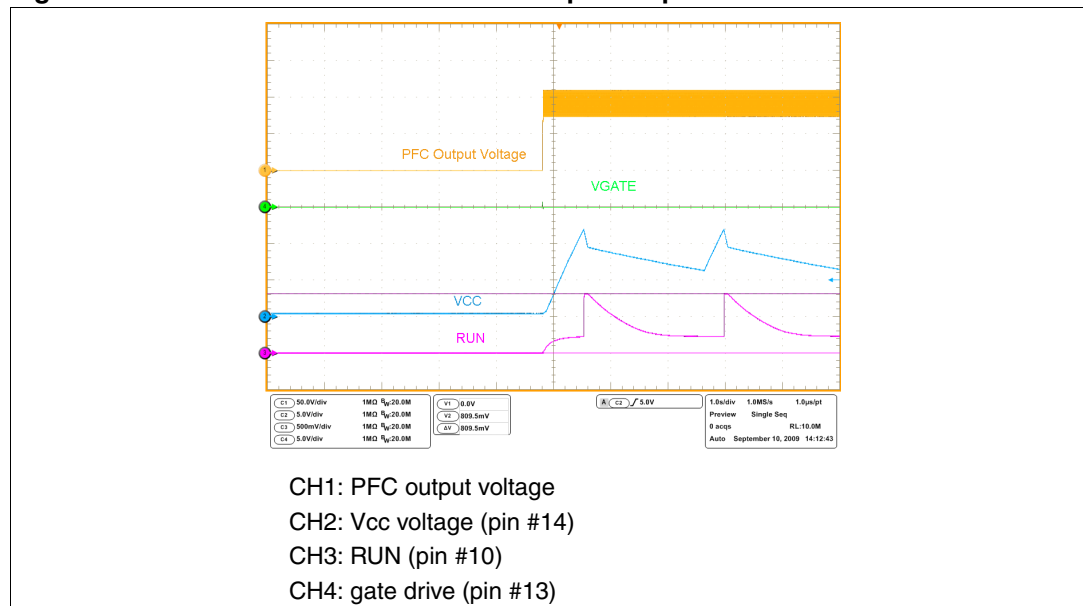 PFC Output Voltage
VGATE
VCC
RUN
1
4
2
3
C1 50.0V/div 1MΩ BW:20.0M
C2 5.0V/div 1MΩ BW:20.0M
C3 500mV/div 1MΩ BW:20.0M
C4 5.0V/div 1MΩ BW:20.0M
V1 0.0V
V2 809.5mV
ΔV 809.5mV
A C2 5.0V
1.0s/div 1.0MS/s 1.0µs/pt
Preview Single Seq
0 acqs RL:10.0M
Auto September 10, 2009 14:12:43
CH1: PFC output voltage
CH2: Vcc voltage (pin #14)
CH3: RUN (pin #10)
CH4: gate drive (pin #13)